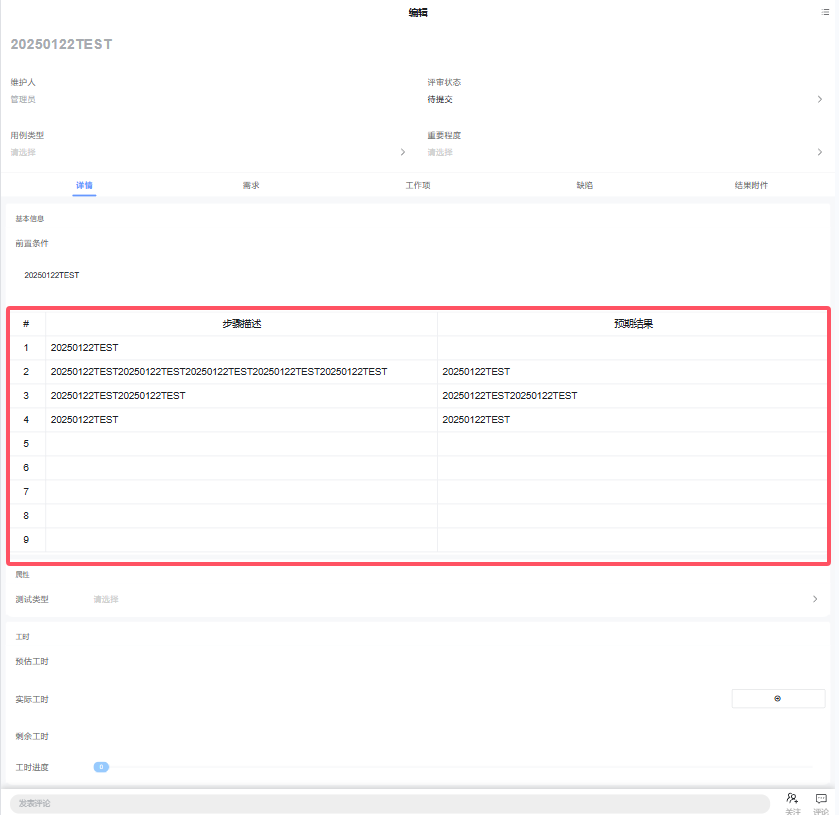 编辑
20250122TEST
维护人
评审状态
管理员
待提交
用例类型
重要程度
请选择
请选择
详情 需求 工作项 缺陷 结果附件
基本信息
前置条件
20250122TEST
# 步骤描述 预期结果
1 20250122TEST
2 20250122TEST20250122TEST20250122TEST20250122TEST20250122TEST 20250122TEST
3 20250122TEST20250122TEST 20250122TEST20250122TEST
4 20250122TEST 20250122TEST
5
6
7
8
9
属性
测试类型 请选择
工时
预估工时
实际工时
剩余工时
工时进度 0
发表评论
关注 评论